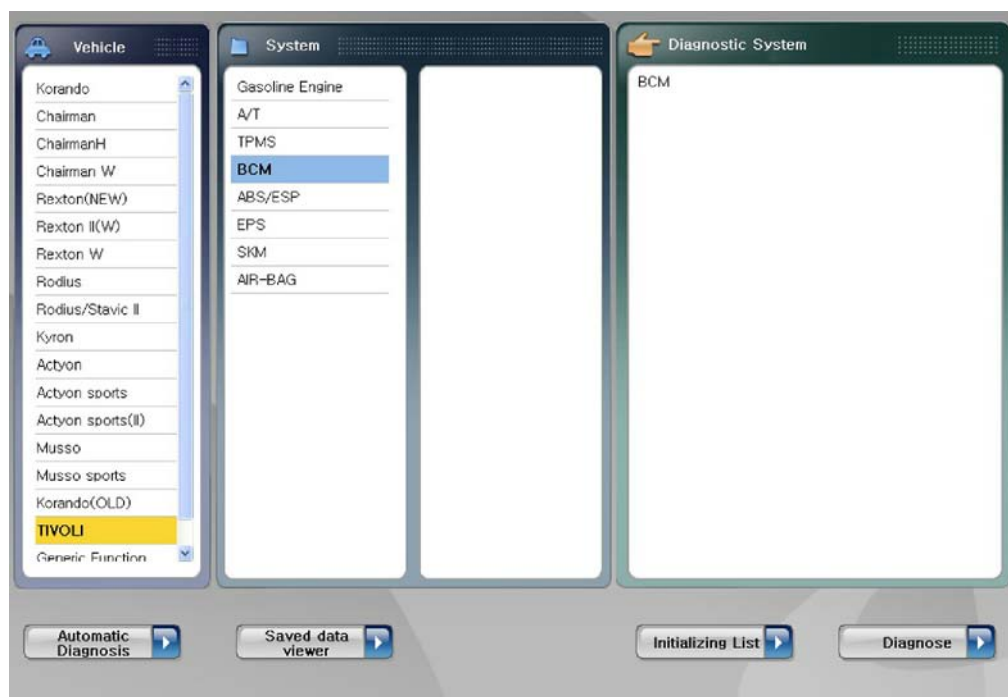 Vehicle
Korando
Chairman
ChairmanH
Chairman W
Rexton(NEW)
Rexton II(W)
Rexton W
Rodius
Rodius/Stavic II
Kyron
Actyon
Actyon sports
Actyon sports(II)
Musso
Musso sports
Korando(OLD)
TIVOLI
Generic Function
System
Gasoline Engine
A/T
TPMS
BCM
ABS/ESP
EPS
SKM
AIR-BAG
Diagnostic System
BCM
Automatic
Diagnosis
Saved data
viewer
Initializing List
Diagnose